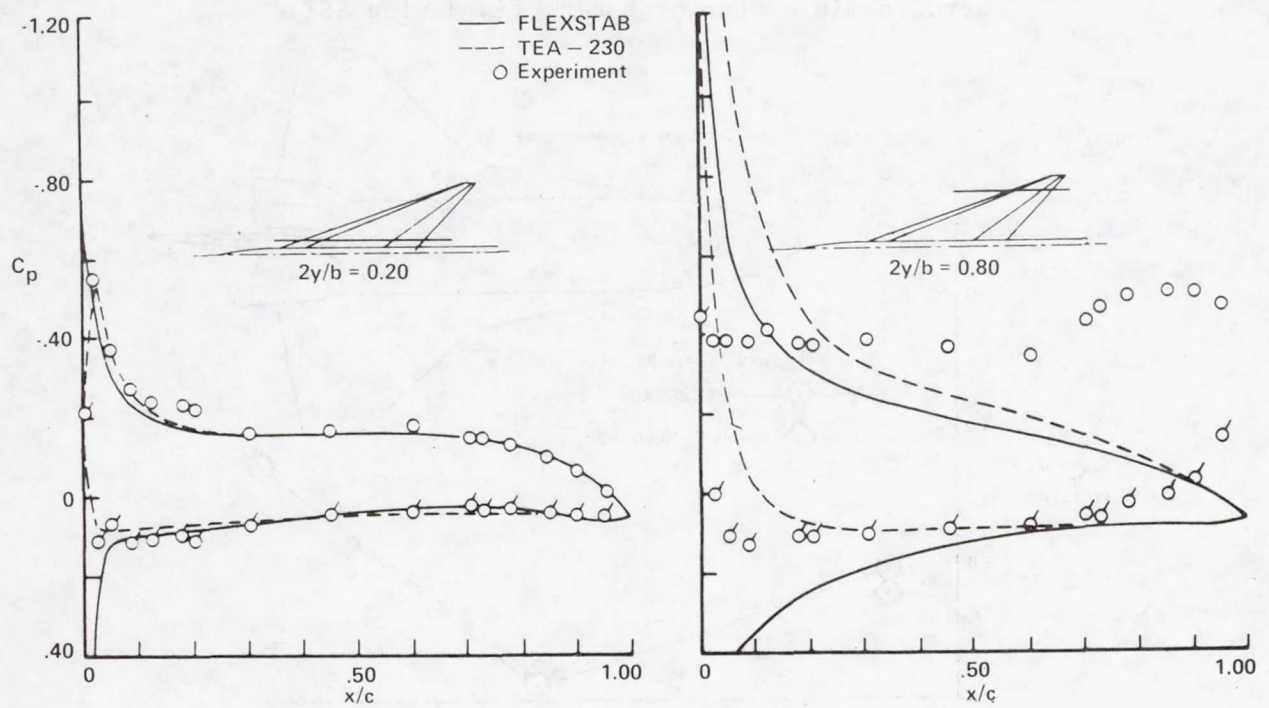 -1.20
FLEXSTAB
TEA – 230
Experiment
-.80
2y/b = 0.20
2y/b = 0.80
Cp
-.40
0
.40
0 .50 1.00
x/c
0 .50 1.00
x/c